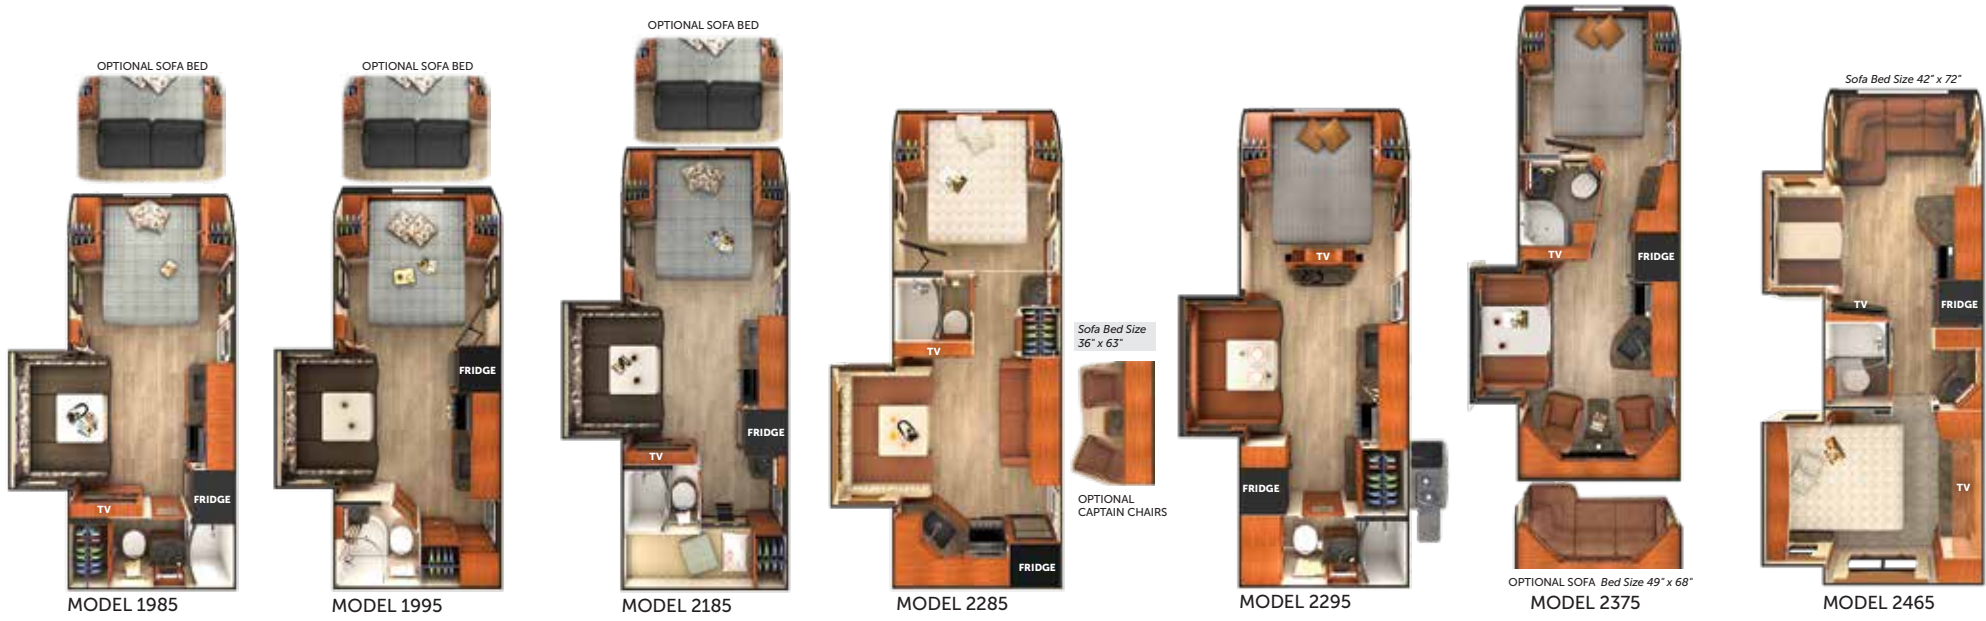 OPTIONAL SOFA BED
TV
FRIDGE
MODEL 1985
OPTIONAL SOFA BED
FRIDGE
MODEL 1995
OPTIONAL SOFA BED
FRIDGE
TV
MODEL 2185
TV
FRIDGE
MODEL 2285
Sofa Bed Size
36" x 63"
OPTIONAL
CAPTAIN CHAIRS
TV
FRIDGE
MODEL 2295
TV
FRIDGE
OPTIONAL SOFA Bed Size 49" x 68"
MODEL 2375
Sofa Bed Size 42" x 72"
TV
FRIDGE
TV
MODEL 2465